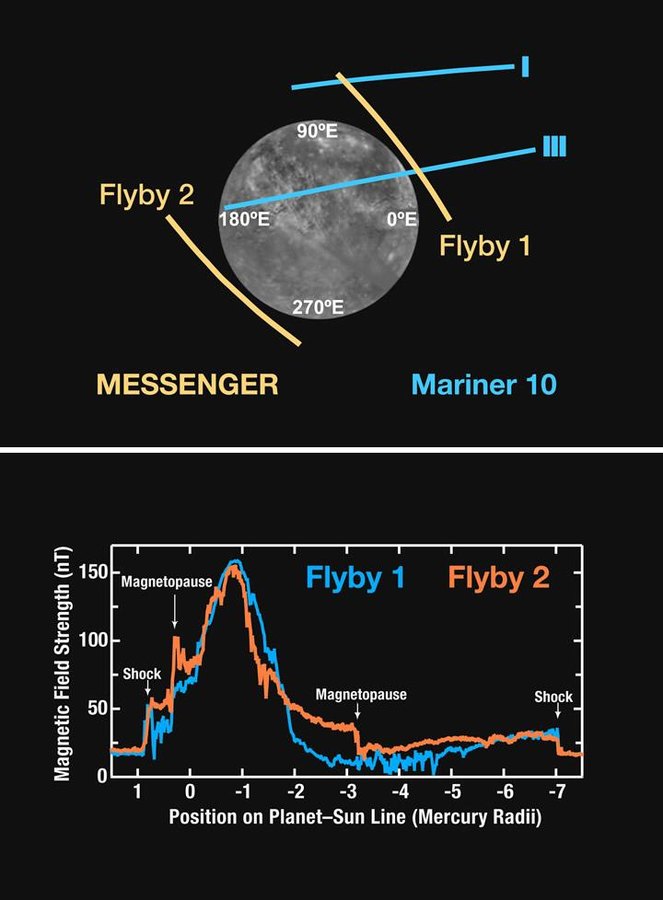 I
90ºE
III
Flyby 2
180ºE
0ºE
Flyby 1
270ºE
MESSENGER
Mariner 10
Magnetic Field Strength (nT)
150
100
50
0
Magnetopause
Shock
Flyby 1
Flyby 2
Magnetopause
Shock
1 0 -1 -2 -3 -4 -5 -6 -7
Position on Planet–Sun Line (Mercury Radii)